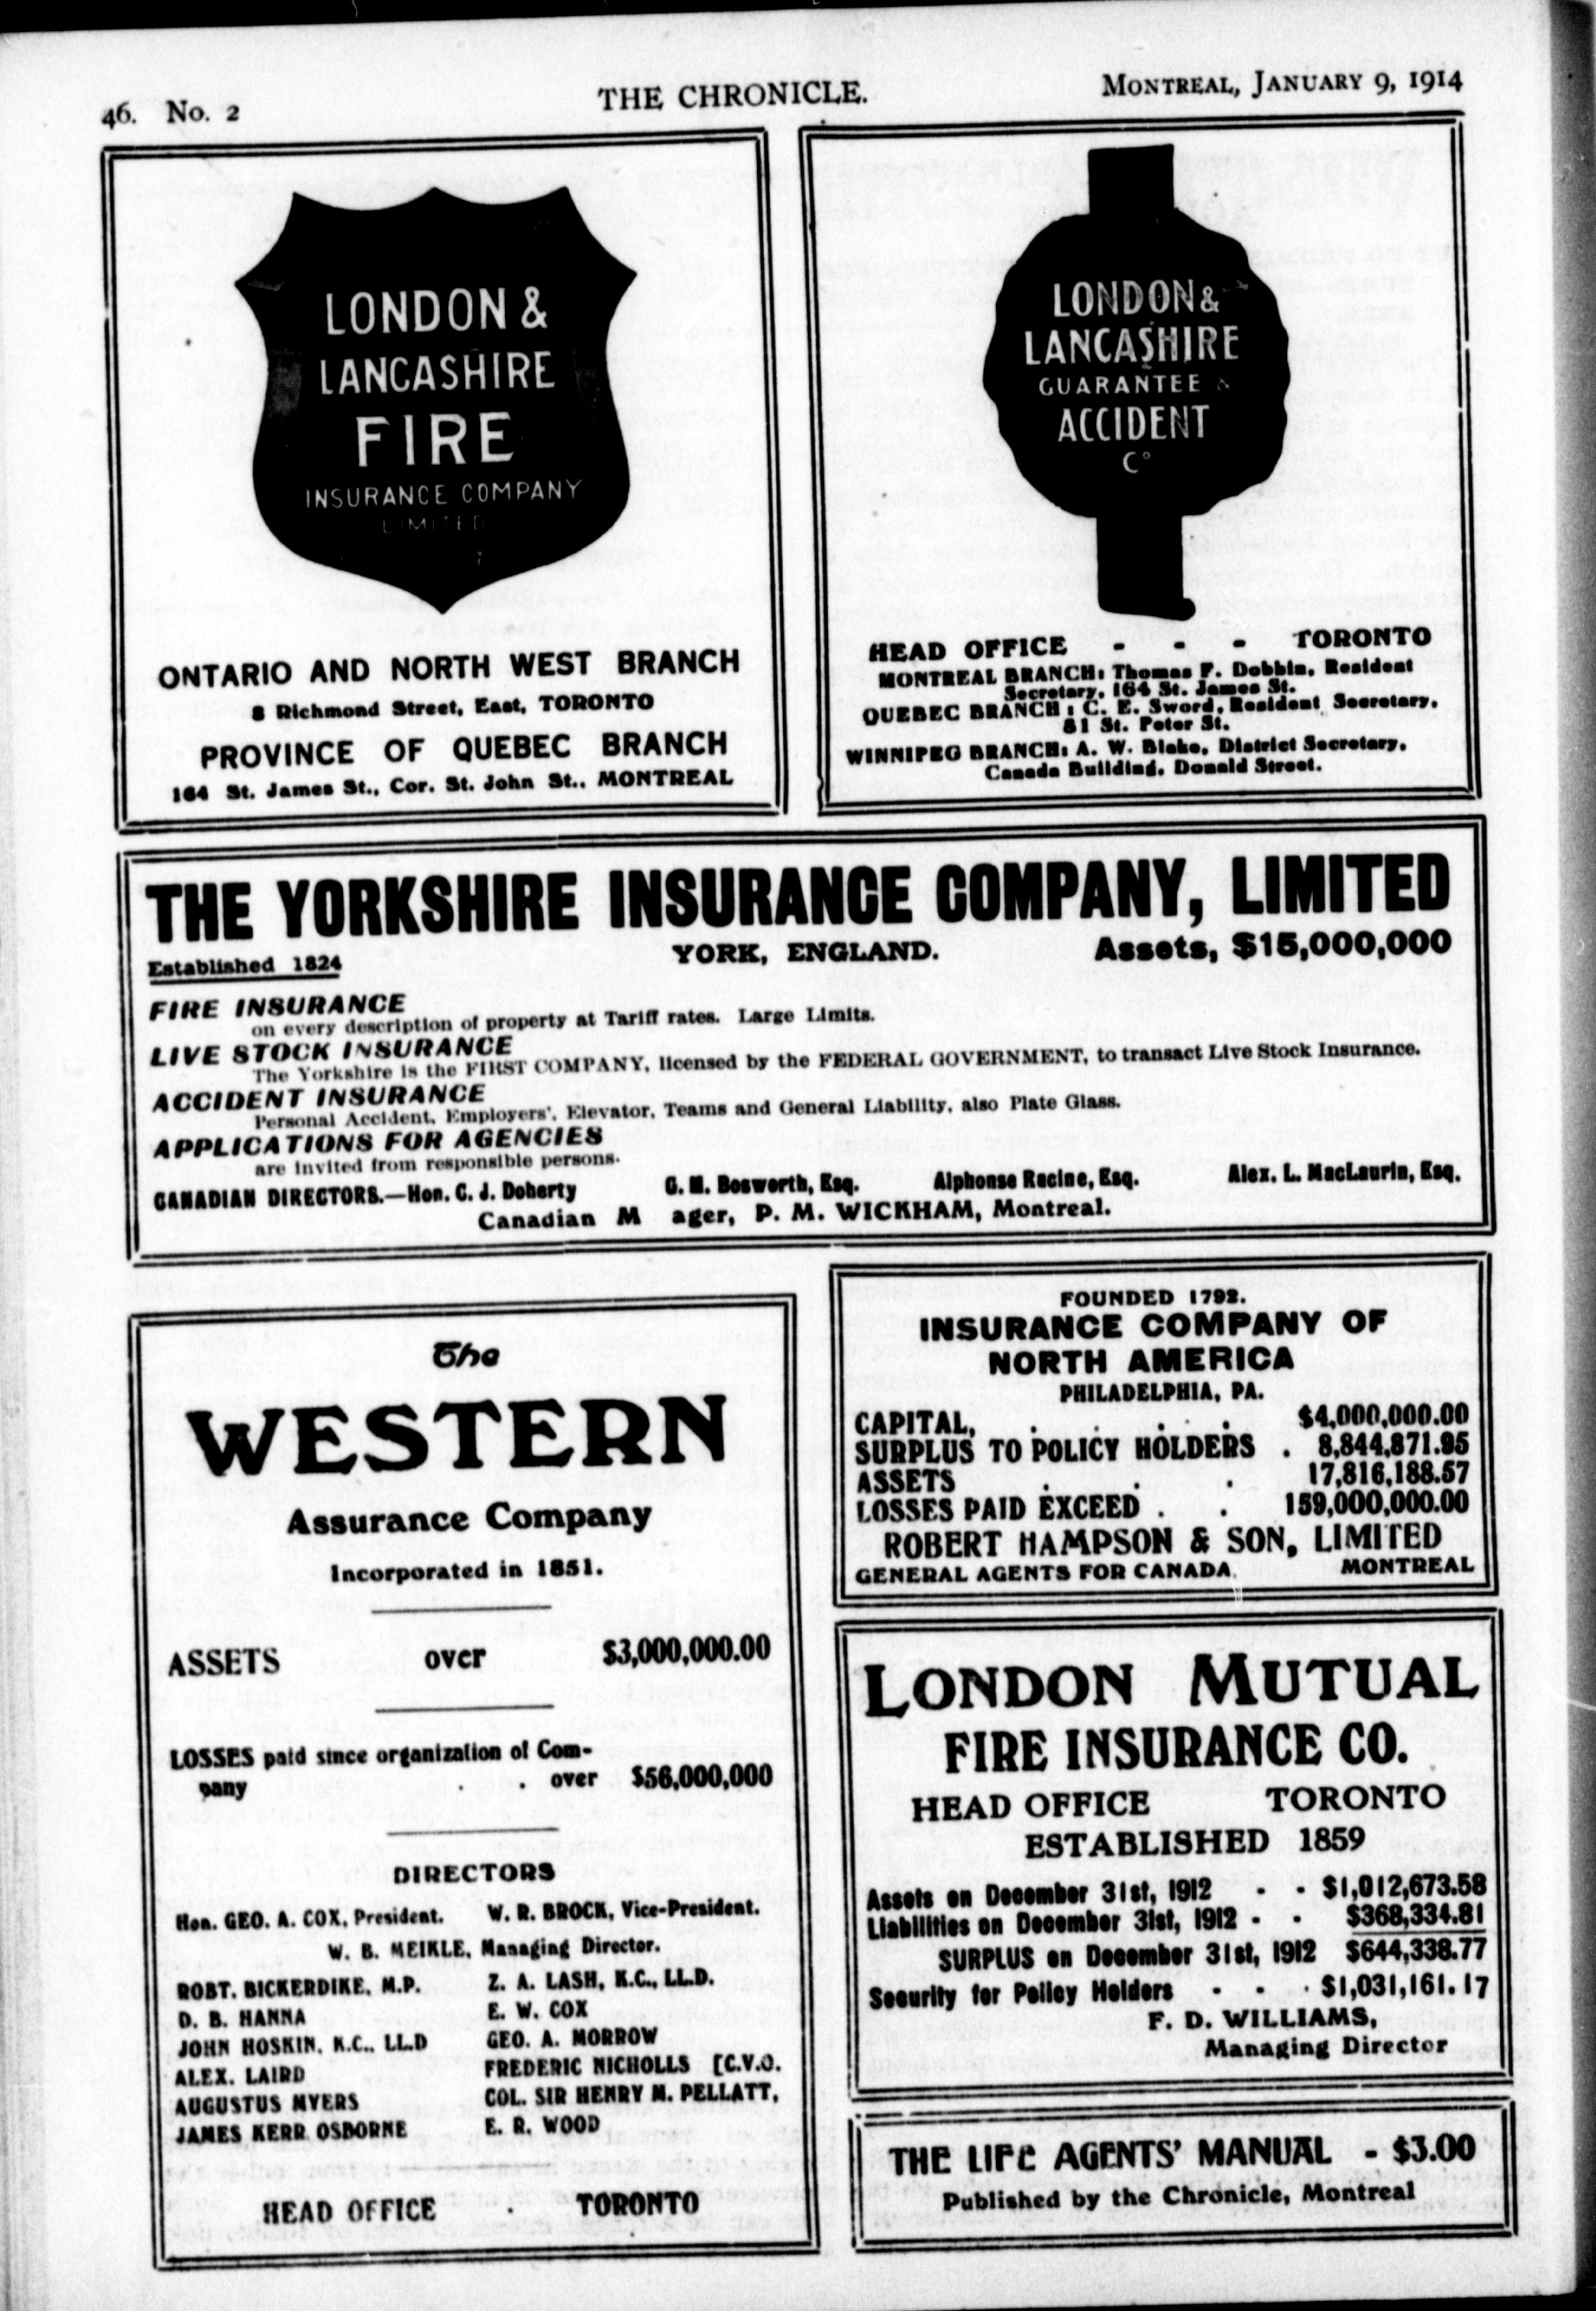 46. No. 2 THE CHRONICLE. MONTREAL, JANUARY 9, 1914
LONDON &
LANCASHIRE
FIRE
INSURANCE COMPANY
LIMITED
ONTARIO AND NORTH WEST BRANCH
8 Richmond Street, East, TORONTO
PROVINCE OF QUEBEC BRANCH
164 St. James St., Cor. St. John St., MONTREAL
LONDON &
LANCASHIRE
GUARANTEE &
ACCIDENT
Co
HEAD OFFICE - - - TORONTO
MONTREAL BRANCH: Thomas F. Dobbin, Resident
Secretary, 164 St. James St.
QUEBEC BRANCH: C. E. Sword, Resident Secretary,
81 St. Peter St.
WINNIPEG BRANCH: A. W. Blake, District Secretary,
Canada Building, Donald Street.
THE YORKSHIRE INSURANCE COMPANY, LIMITED
Established 1824 YORK, ENGLAND. Assets, $15,000,000
FIRE INSURANCE
on every description of property at Tariff rates. Large Limits.
LIVE STOCK INSURANCE
The Yorkshire is the FIRST COMPANY, licensed by the FEDERAL GOVERNMENT, to transact Live Stock Insurance.
ACCIDENT INSURANCE
Personal Accident, Employers', Elevator, Teams and General Liability, also Plate Glass.
APPLICATIONS FOR AGENCIES
are invited from responsible persons.
CANADIAN DIRECTORS.—Hon. C. J. Doherty G. M. Bosworth, Esq. Alphonse Racine, Esq. Alex. L. MacLaurin, Esq.
Canadian M ager, P. M. WICKHAM, Montreal.
The
WESTERN
Assurance Company
Incorporated in 1851.
ASSETS over $3,000,000.00
LOSSES paid since organization of Com-
pany . . over $56,000,000
DIRECTORS
Hon. GEO. A. COX, President. W. R. BROCK, Vice-President.
W. B. MEIKLE, Managing Director.
ROBT. BICKERDIKE, M.P. Z. A. LASH, K.C., LL.D.
D. B. HANNA E. W. COX
JOHN HOSKIN, K.C., LL.D GEO. A. MORROW
ALEX. LAIRD FREDERIC NICHOLLS [C.V.O.
AUGUSTUS MYERS COL. SIR HENRY M. PELLATT,
JAMES KERR OSBORNE E. R. WOOD
HEAD OFFICE . TORONTO
FOUNDED 1792.
INSURANCE COMPANY OF
NORTH AMERICA
PHILADELPHIA, PA.
CAPITAL, . . . . $4,000,000.00
SURPLUS TO POLICY HOLDERS . 8,844,871.95
ASSETS . . . 17,816,188.57
LOSSES PAID EXCEED . . 159,000,000.00
ROBERT HAMPSON & SON, LIMITED
GENERAL AGENTS FOR CANADA MONTREAL
LONDON MUTUAL
FIRE INSURANCE CO.
HEAD OFFICE TORONTO
ESTABLISHED 1859
Assets on December 31st, 1912 - - $1,012,673.58
Liabilities on December 31st, 1912 - - $368,334.81
SURPLUS on December 31st, 1912 $644,338.77
Security for Policy Holders - - - $1,031,161.17
F. D. WILLIAMS,
Managing Director
THE LIFE AGENTS' MANUAL - $3.00
Published by the Chronicle, Montreal